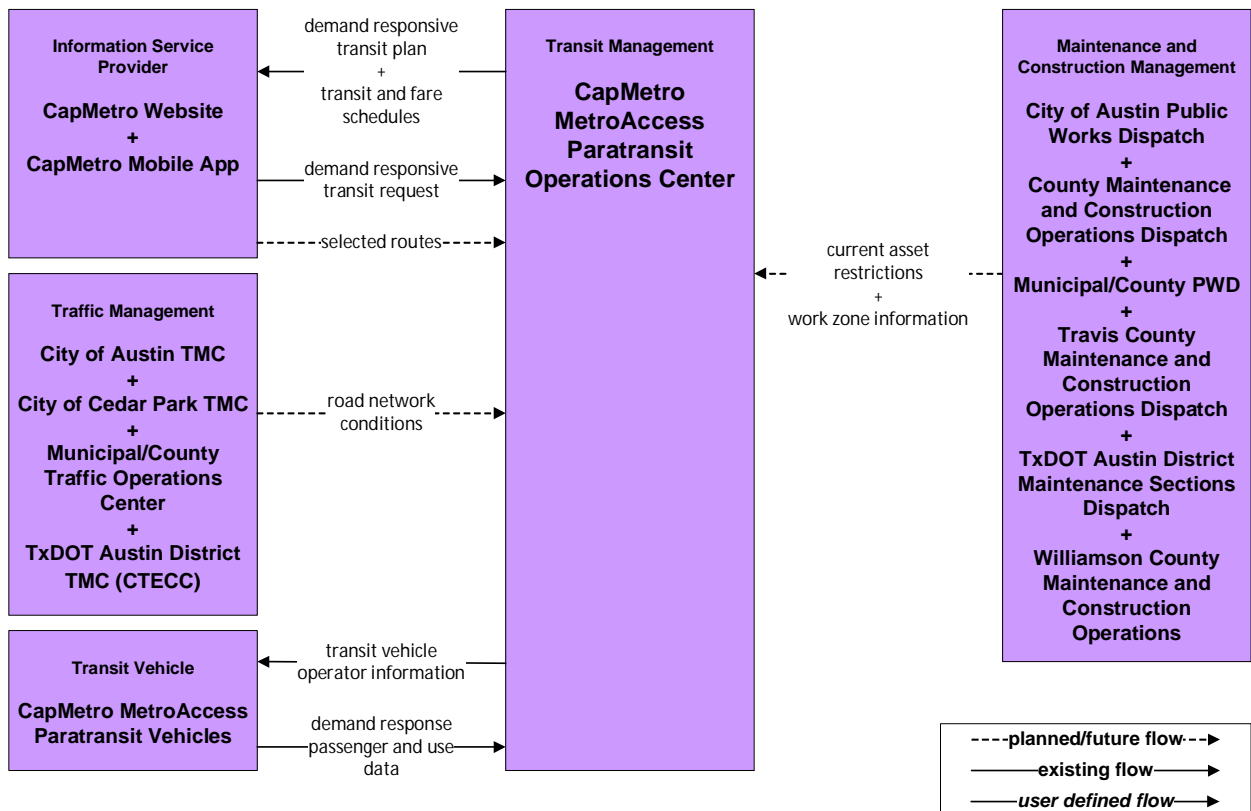 Information Service
Provider
CapMetro Website
+
CapMetro Mobile App
demand responsive
transit plan
+
transit and fare
schedules
demand responsive
transit request
selected routes
Transit Management
CapMetro
MetroAccess
Paratransit
Operations Center
Maintenance and
Construction Management
City of Austin Public
Works Dispatch
+
County Maintenance
and Construction
Operations Dispatch
+
Municipal/County PWD
+
Travis County
Maintenance and
Construction
Operations Dispatch
+
TxDOT Austin District
Maintenance Sections
Dispatch
+
Williamson County
Maintenance and
Construction
Operations
current asset
restrictions
+
work zone information
Traffic Management
City of Austin TMC
+
City of Cedar Park TMC
+
Municipal/County
Traffic Operations
Center
+
TxDOT Austin District
TMC (CTECC)
road network
conditions
Transit Vehicle
CapMetro MetroAccess
Paratransit Vehicles
transit vehicle
operator information
demand response
passenger and use
data
planned/future flow
existing flow
user defined flow